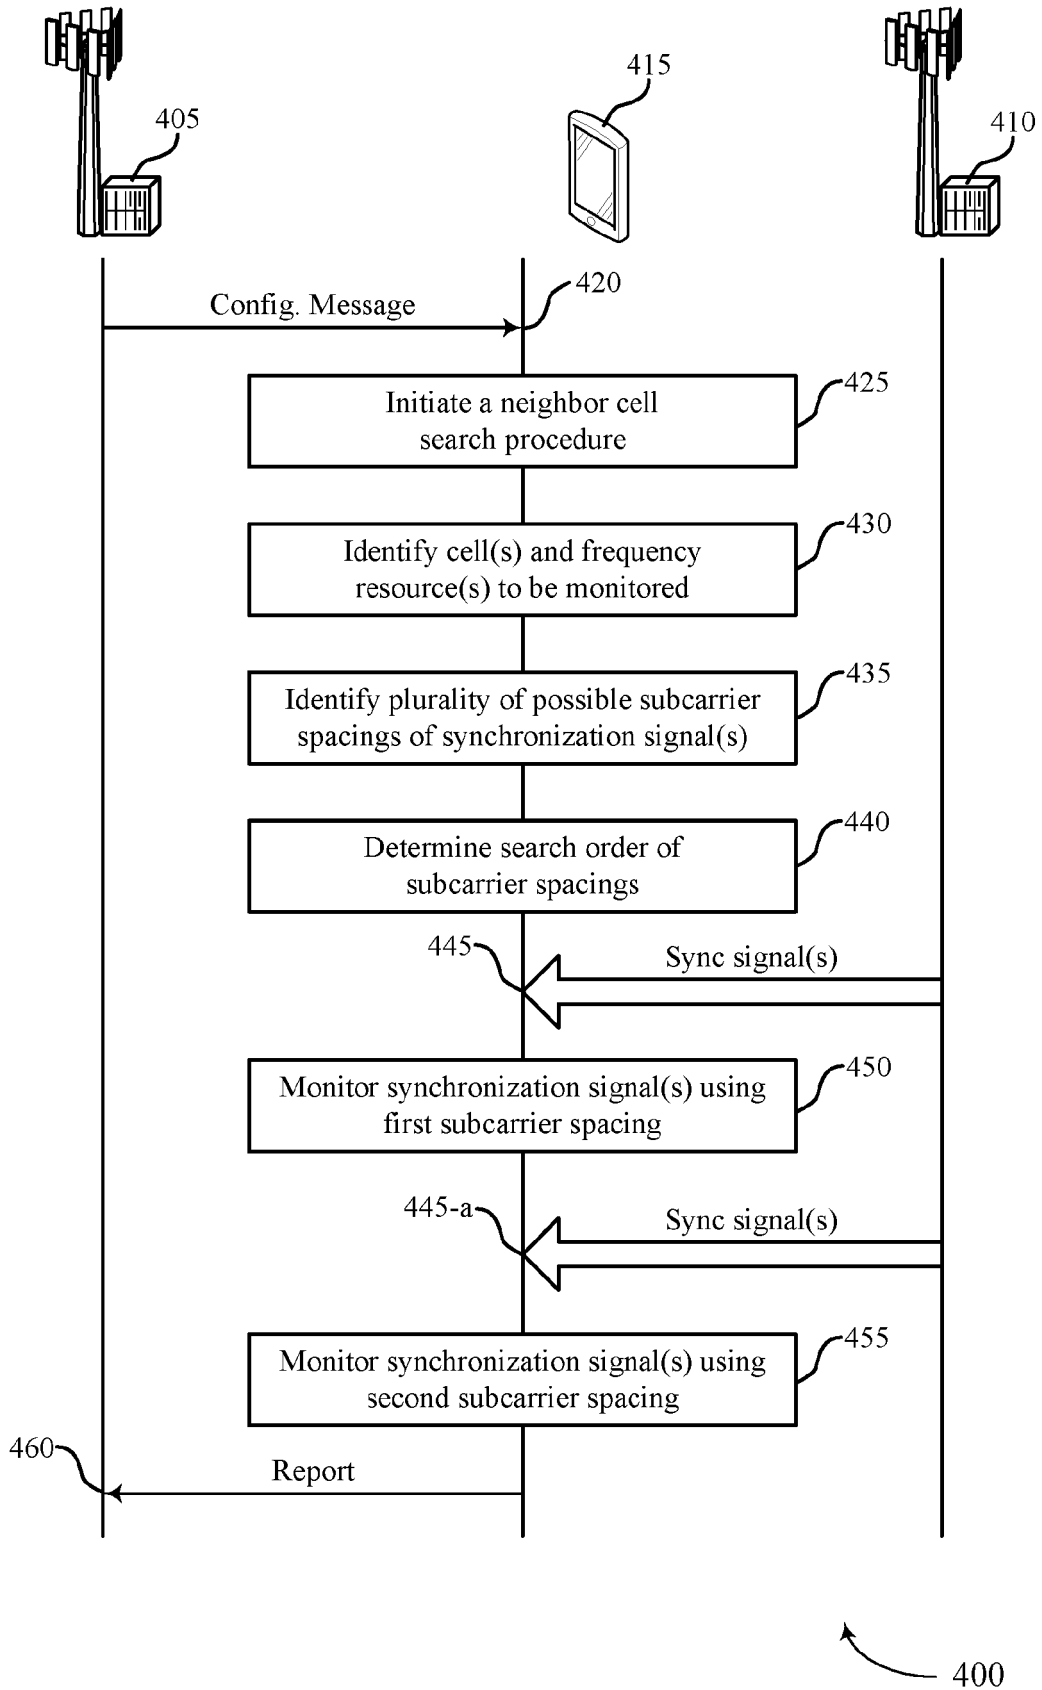 415
405
410
420
Config. Message
425
Initiate a neighbor cell
search procedure
430
Identify cell(s) and frequency
resource(s) to be monitored
435
Identify plurality of possible subcarrier
spacings of synchronization signal(s)
440
Determine search order of
subcarrier spacings
445
Sync signal(s)
450
Monitor synchronization signal(s) using
first subcarrier spacing
445-a
Sync signal(s)
455
Monitor synchronization signal(s) using
second subcarrier spacing
460
Report
400